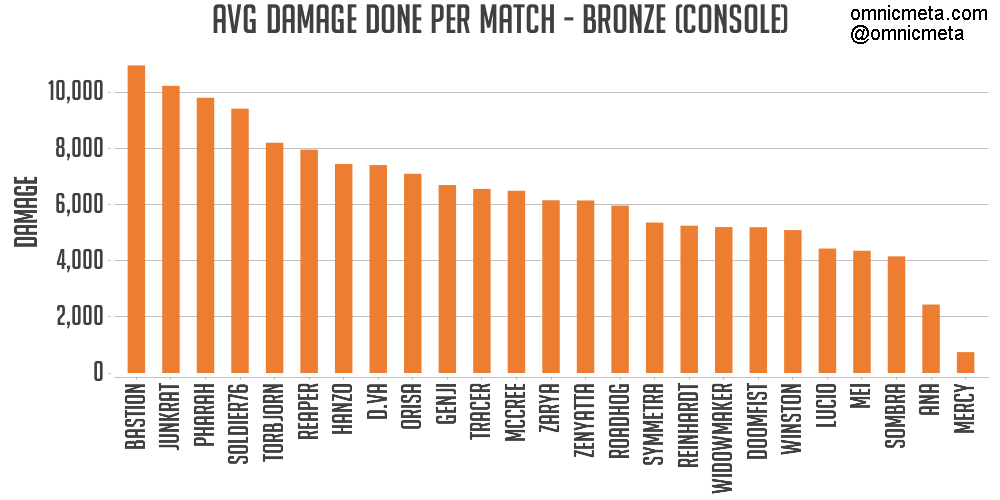 AVG DAMAGE DONE PER MATCH - BRONZE (CONSOLE)
omnicmeta.com
@omnicmeta
DAMAGE
10,000
8,000
6,000
4,000
2,000
0
BASTION
JUNKRAT
PHARAH
SOLDIER76
TORBJORN
REAPER
HANZO
D.VA
ORISA
GENJI
TRACER
MCCREE
ZARYA
ZENYATTA
ROADHOG
SYMMETRA
REINHARDT
WIDOWMAKER
DOOMFIST
WINSTON
LUCIO
MEI
SOMBRA
ANA
MERCY